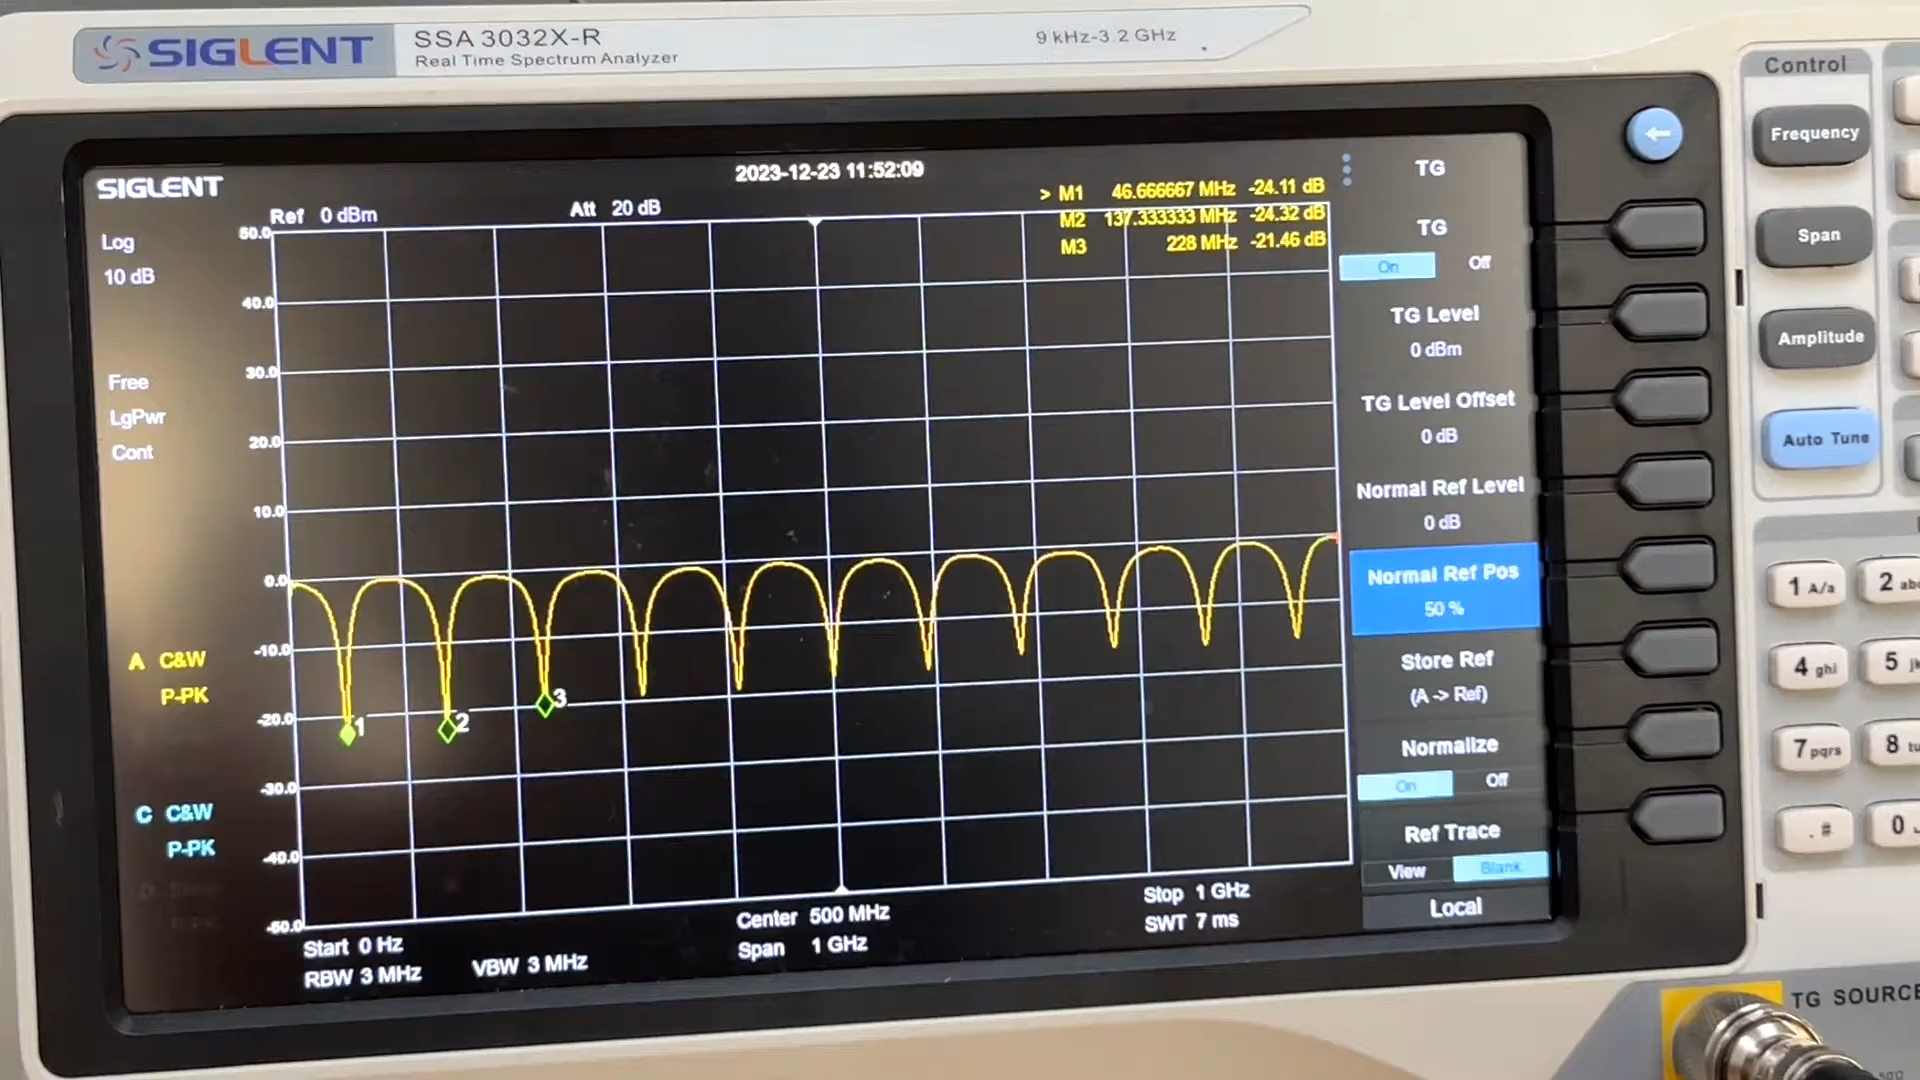 SIGLENT
SSA 3032X-R
Real Time Spectrum Analyzer
9 kHz-3.2 GHz
Control
Frequency
Span
Amplitude
Auto Tune
SIGLENT
2023-12-23 11:52:09
Ref 0 dBm
Att 20 dB
> M1 46.666667 MHz -24.11 dB
M2 137.333333 MHz -24.32 dB
M3 228 MHz -21.46 dB
Log
10 dB
Free
LgPwr
Cont
A C&W
P-PK
C C&W
P-PK
50.0
40.0
30.0
20.0
10.0
0.0
-10.0
-20.0
-30.0
-40.0
-50.0
1
2
3
Start 0 Hz
RBW 3 MHz
VBW 3 MHz
Center 500 MHz
Span 1 GHz
Stop 1 GHz
SWT 7 ms
TG
TG
On Off
TG Level
0 dBm
TG Level Offset
0 dB
Normal Ref Level
0 dB
Normal Ref Pos
50 %
Store Ref
(A -> Ref)
Normalize
On Off
Ref Trace
View Blank
Local
1 A/a
2 abc
4 ghi
5 jk
7 pqrs
8 tu
. #
0
TG SOURCE